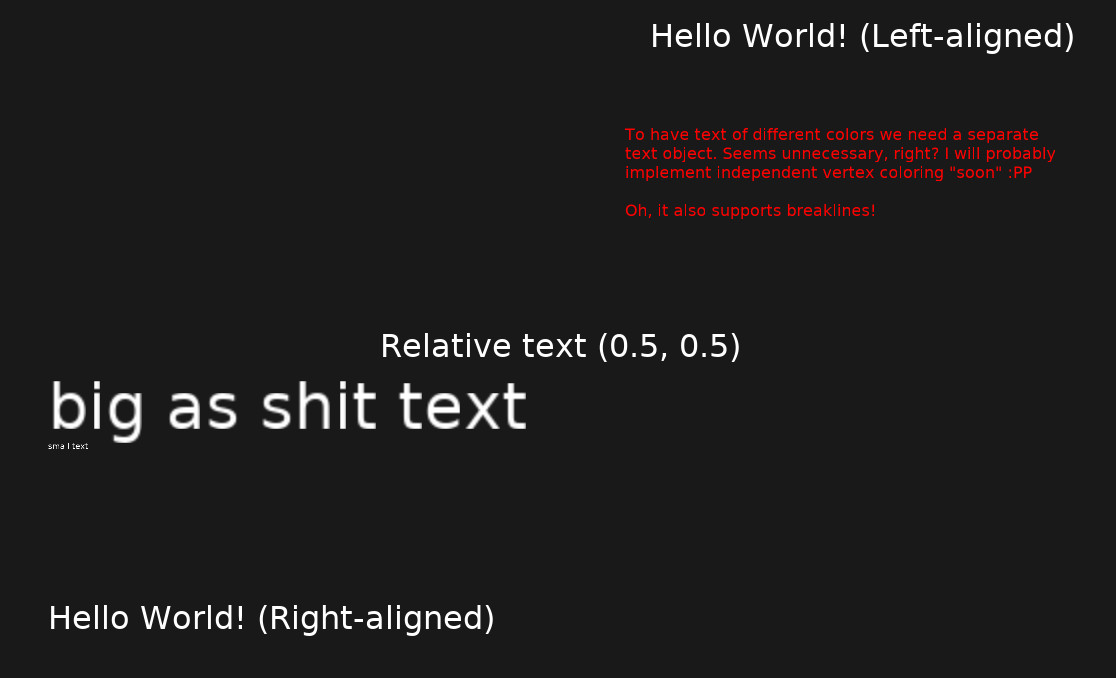 Hello World! (Left-aligned)
To have text of different colors we need a separate
text object. Seems unnecessary, right? I will probably
implement independent vertex coloring "soon" :PP
Oh, it also supports breaklines!
Relative text (0.5, 0.5)
big as shit text
small text
Hello World! (Right-aligned)